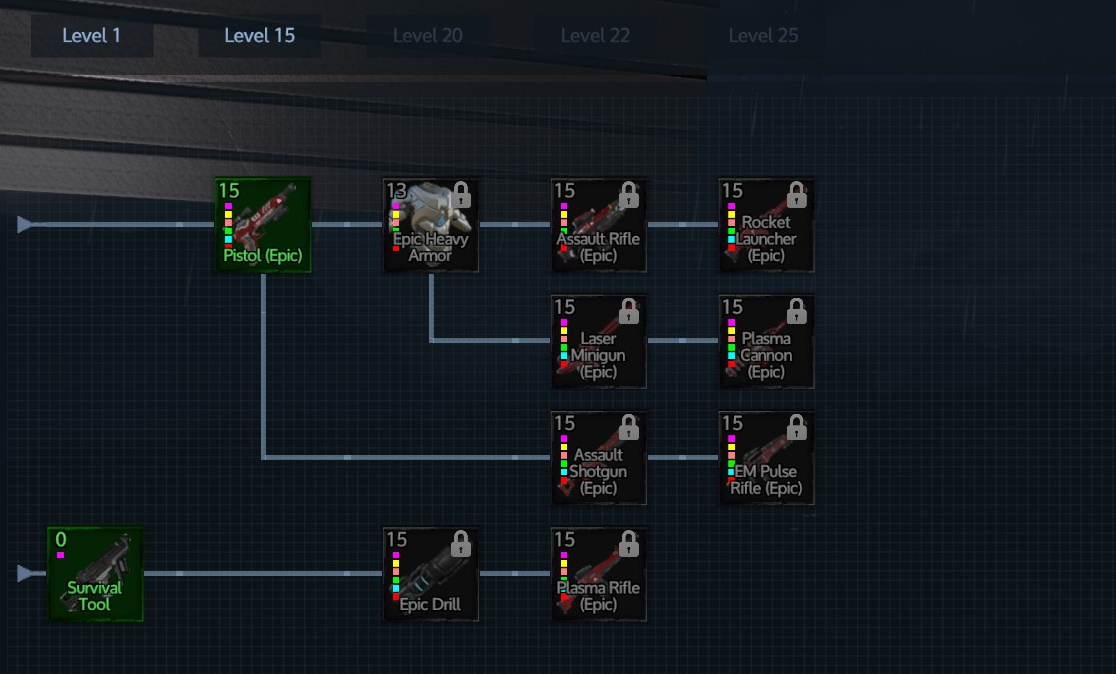 Level 1
Level 15
Level 20
Level 22
Level 25
15
Pistol (Epic)
13
Epic Heavy
Armor
15
Assault Rifle
(Epic)
15
Rocket
Launcher
(Epic)
15
Laser
Minigun
(Epic)
15
Plasma
Cannon
(Epic)
15
Assault
Shotgun
(Epic)
15
EM Pulse
Rifle (Epic)
0
Survival
Tool
15
Epic Drill
15
Plasma Rifle
(Epic)